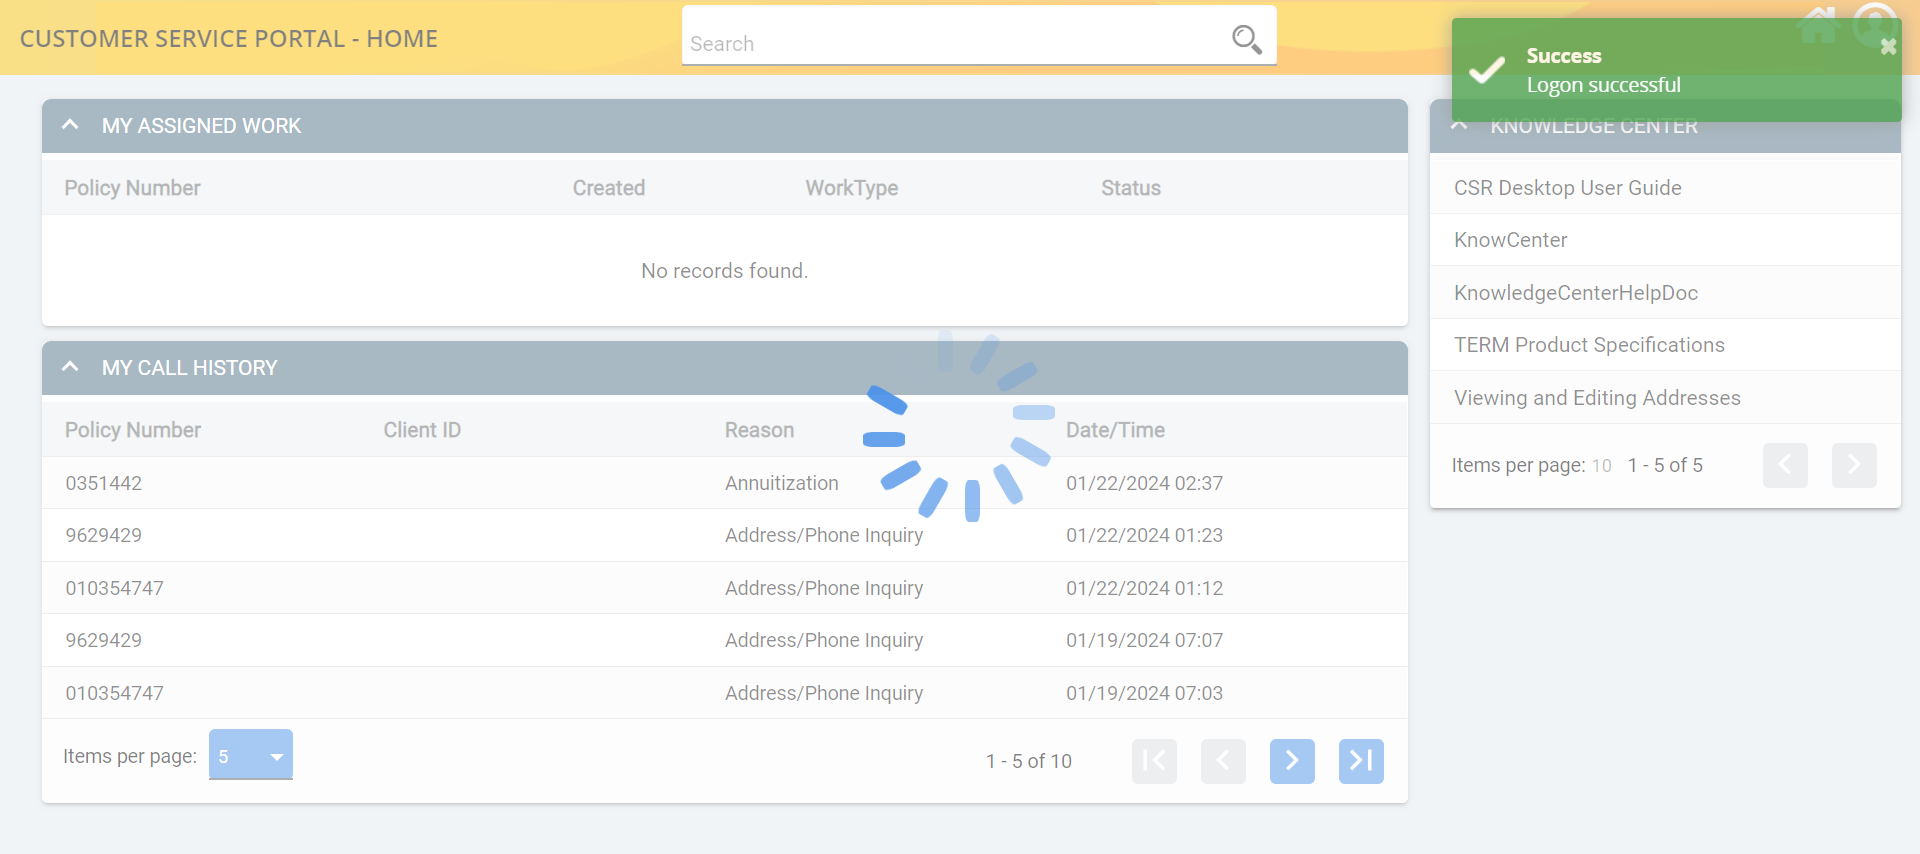 CUSTOMER SERVICE PORTAL - HOME
Search
Success
Logon successful
MY ASSIGNED WORK
Policy Number Created WorkType Status
No records found.
MY CALL HISTORY
Policy Number Client ID Reason Date/Time
0351442 Annuitization 01/22/2024 02:37
9629429 Address/Phone Inquiry 01/22/2024 01:23
010354747 Address/Phone Inquiry 01/22/2024 01:12
9629429 Address/Phone Inquiry 01/19/2024 07:07
010354747 Address/Phone Inquiry 01/19/2024 07:03
Items per page: 5 1 - 5 of 10
KNOWLEDGE CENTER
CSR Desktop User Guide
KnowCenter
KnowledgeCenterHelpDoc
TERM Product Specifications
Viewing and Editing Addresses
Items per page: 10 1 - 5 of 5